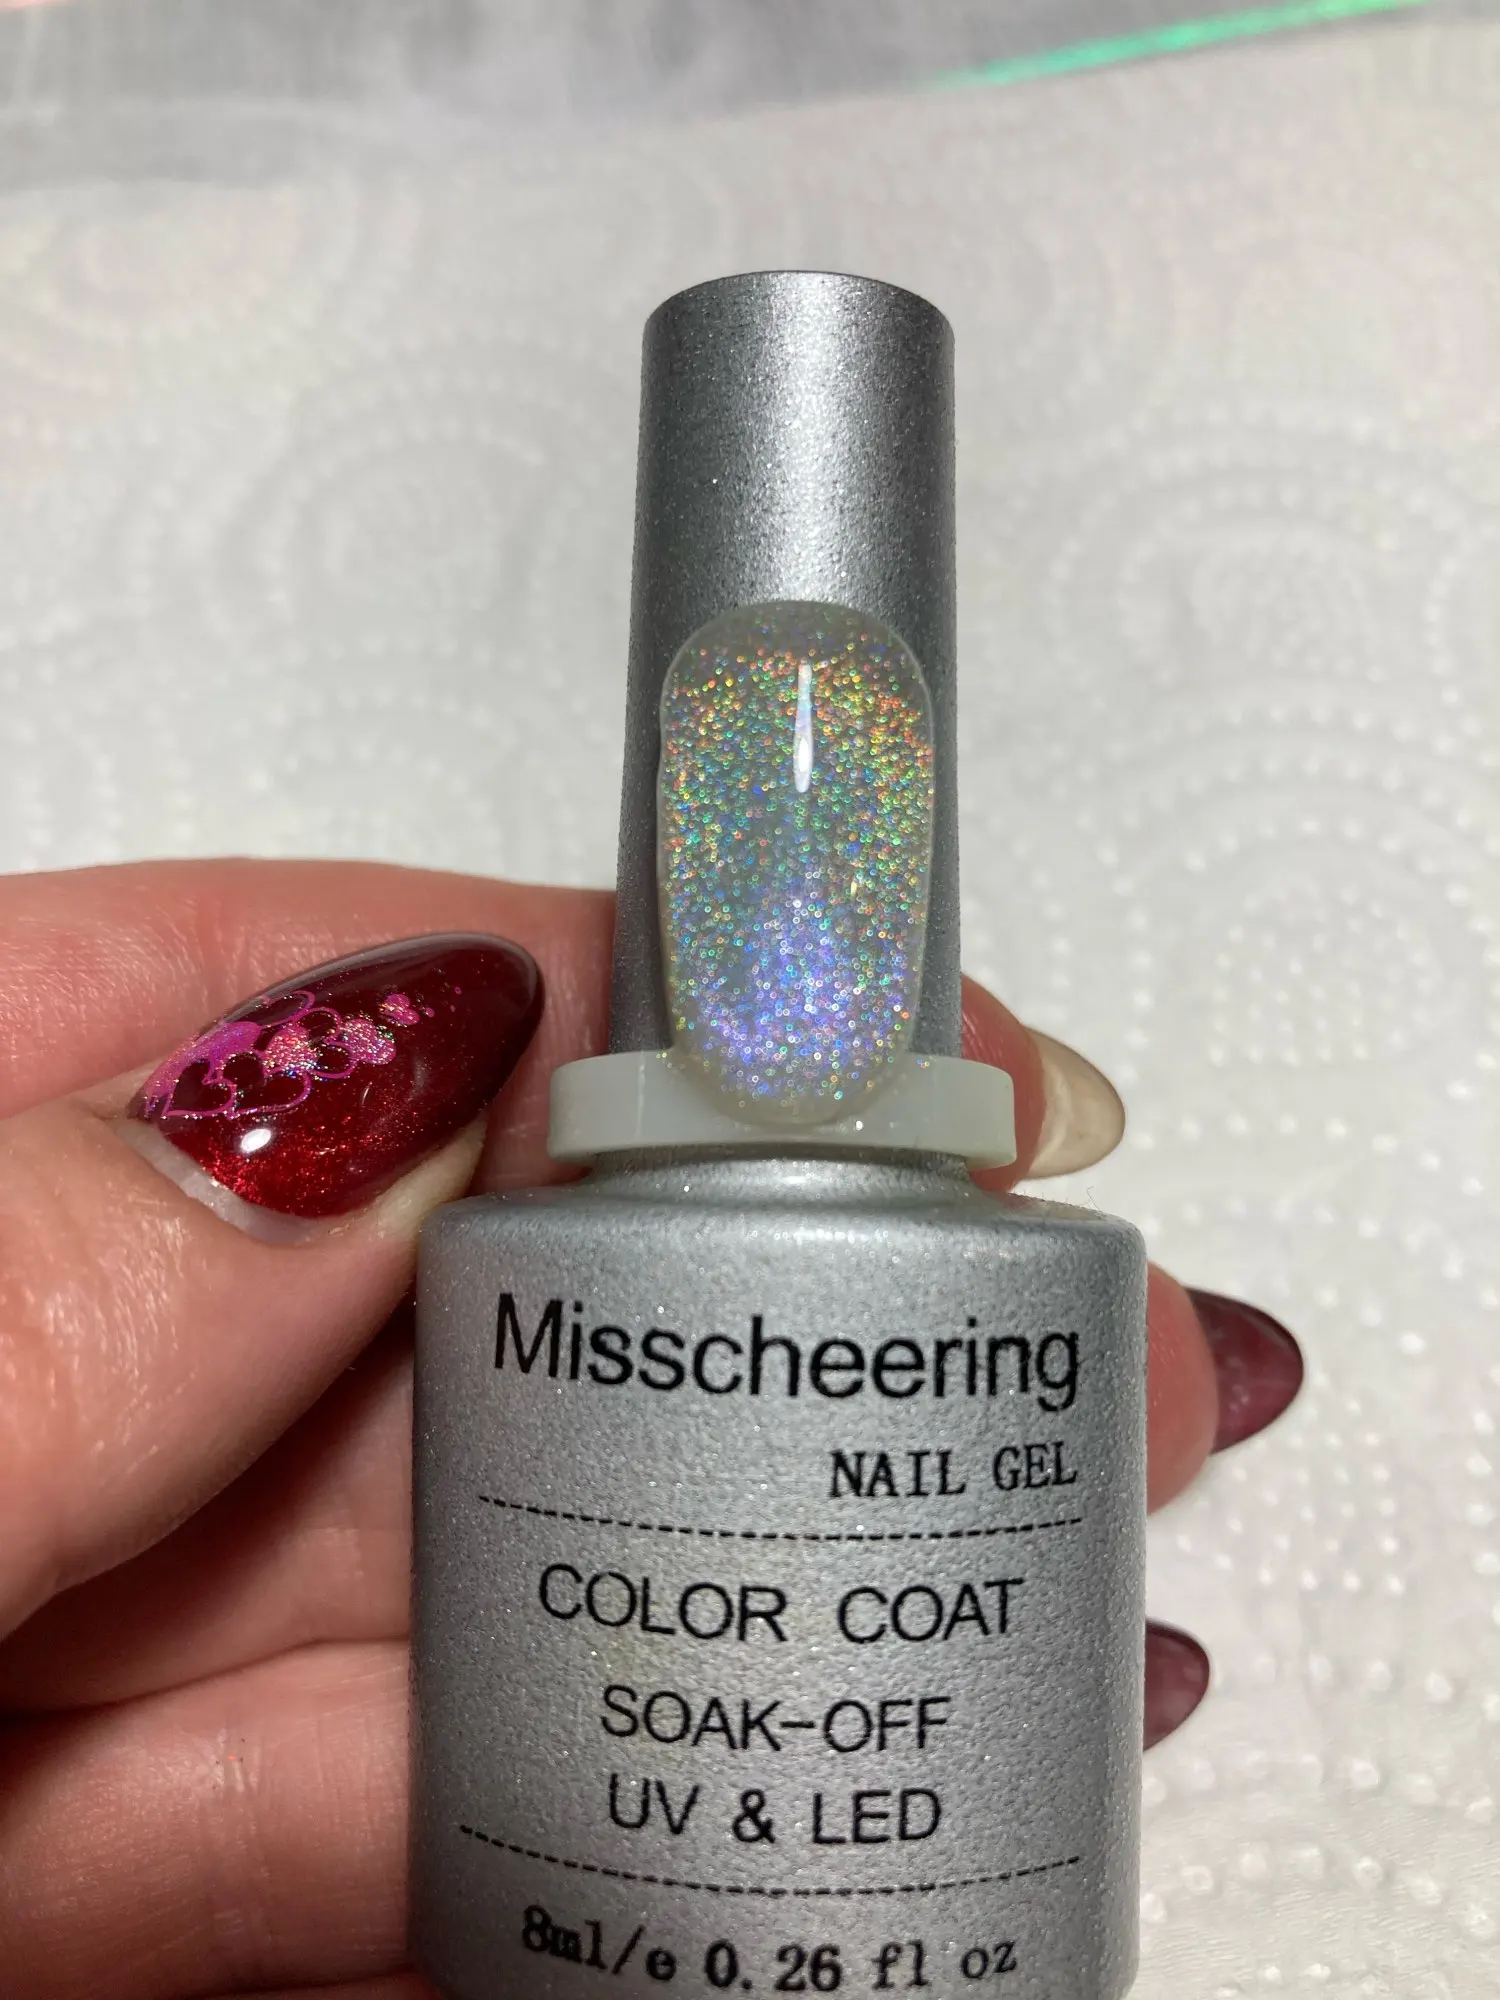 Misscheering
NAIL GEL
COLOR COAT
SOAK-OFF
UV & LED
8ml/e 0.26 fl oz